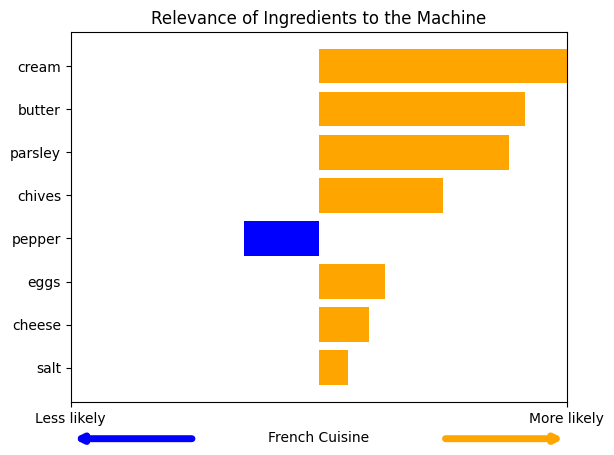 Relevance of Ingredients to the Machine
cream
butter
parsley
chives
pepper
eggs
cheese
salt
Less likely
More likely
French Cuisine